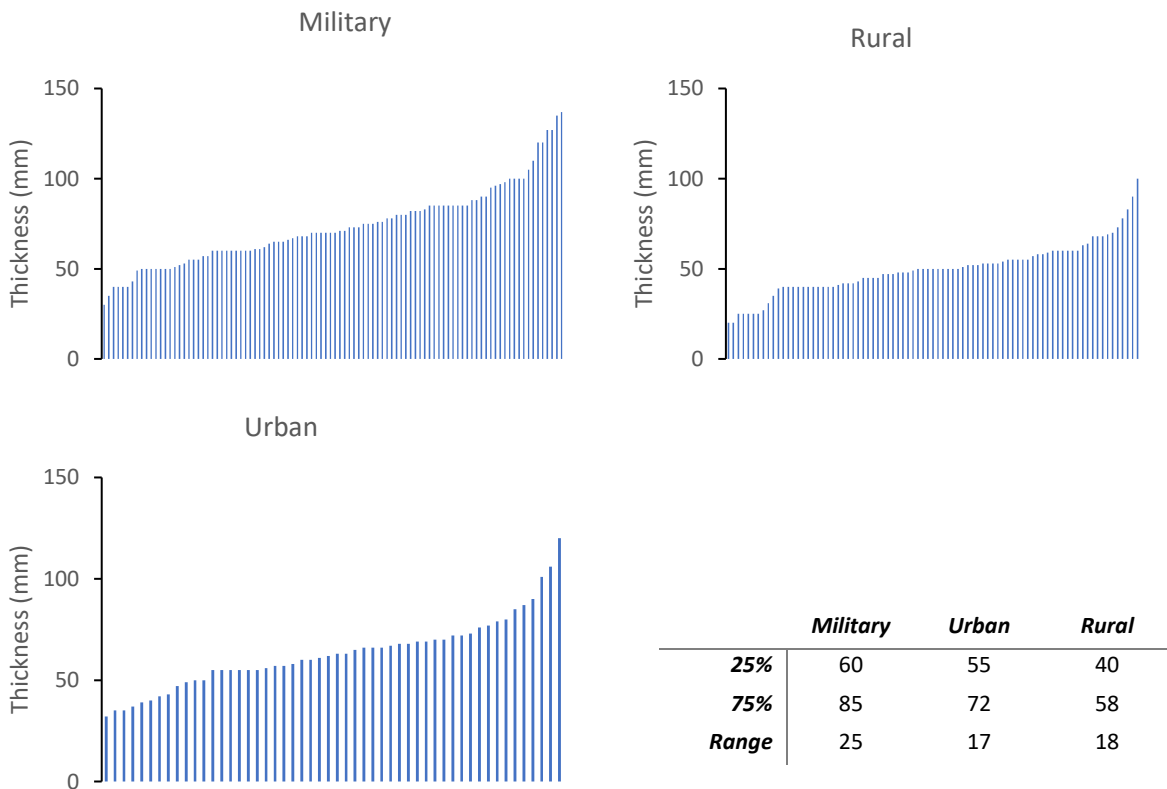 Military
Thickness (mm)
150
100
50
0
Rural
Thickness (mm)
150
100
50
0
Urban
Thickness (mm)
150
100
50
0
Military Urban Rural
25% 60 55 40
75% 85 72 58
Range 25 17 18